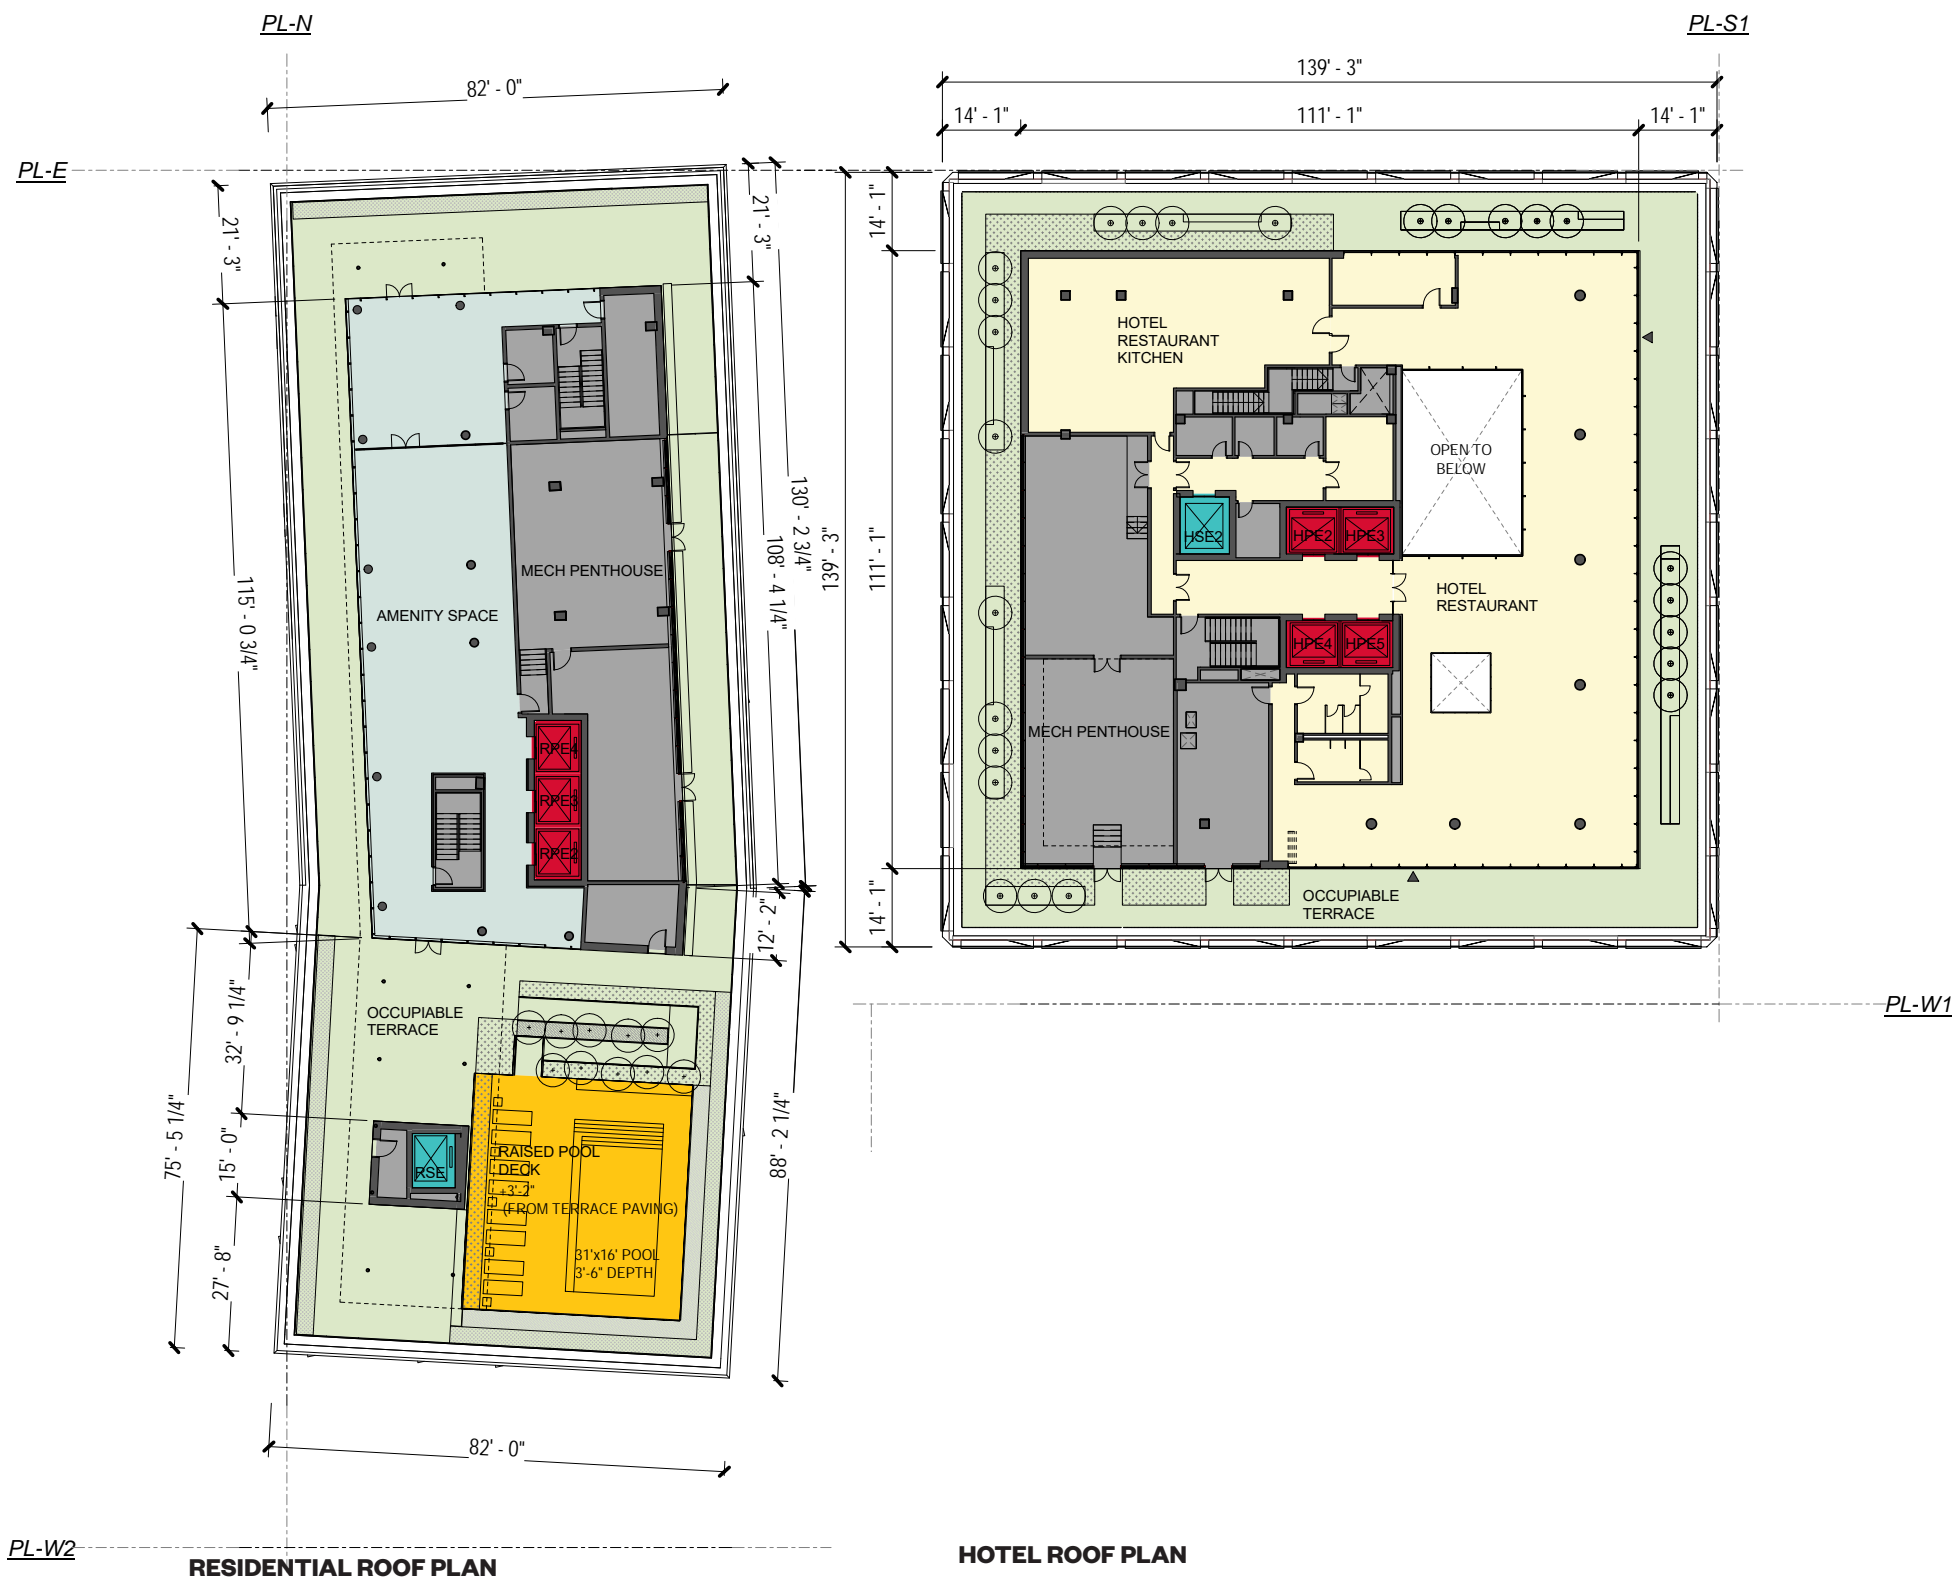 PL-N
PL-S1
82' - 0"
139' - 3"
14' - 1"
111' - 1"
14' - 1"
PL-E
21' - 3"
21' - 3"
14' - 1"
HOTEL
RESTAURANT
KITCHEN
OPEN TO
BELOW
130' - 2 3/4"
108' - 4 1/4"
139' - 3"
111' - 1"
HSE2
HPE2
HPE3
MECH PENTHOUSE
AMENITY SPACE
115' - 0 3/4"
HOTEL
RESTAURANT
HPE4
HPE5
MECH PENTHOUSE
RPE4
RPE3
RPE2
12' - 2"
14' - 1"
OCCUPIABLE
TERRACE
OCCUPIABLE
TERRACE
PL-W1
32' - 9 1/4"
75' - 5 1/4"
15' - 0"
88' - 2 1/4"
RSE
RAISED POOL
DECK
+3'-2"
(FROM TERRACE PAVING)
31'x16' POOL
3'-6" DEPTH
27' - 8"
82' - 0"
PL-W2
RESIDENTIAL ROOF PLAN
HOTEL ROOF PLAN